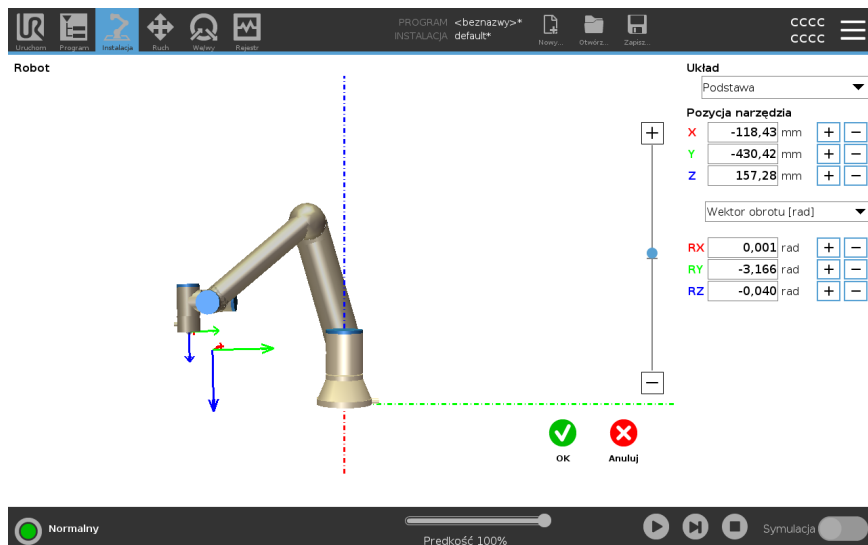 UR
PROGRAM <beznazwy>*
INSTALACJA default*
CCCC
CCCC
Uruchom Program Instalacja Ruch We/wy Rejestr Nowy... Otwórz... Zapisz...
Robot
Układ
Podstawa
Pozycja narzędzia
X -118,43 mm + −
Y -430,42 mm + −
Z 157,28 mm + −
Wektor obrotu [rad]
RX 0,001 rad + −
RY -3,166 rad + −
RZ -0,040 rad + −
+
−
OK Anuluj
Normalny
Prędkość 100%
Symulacja